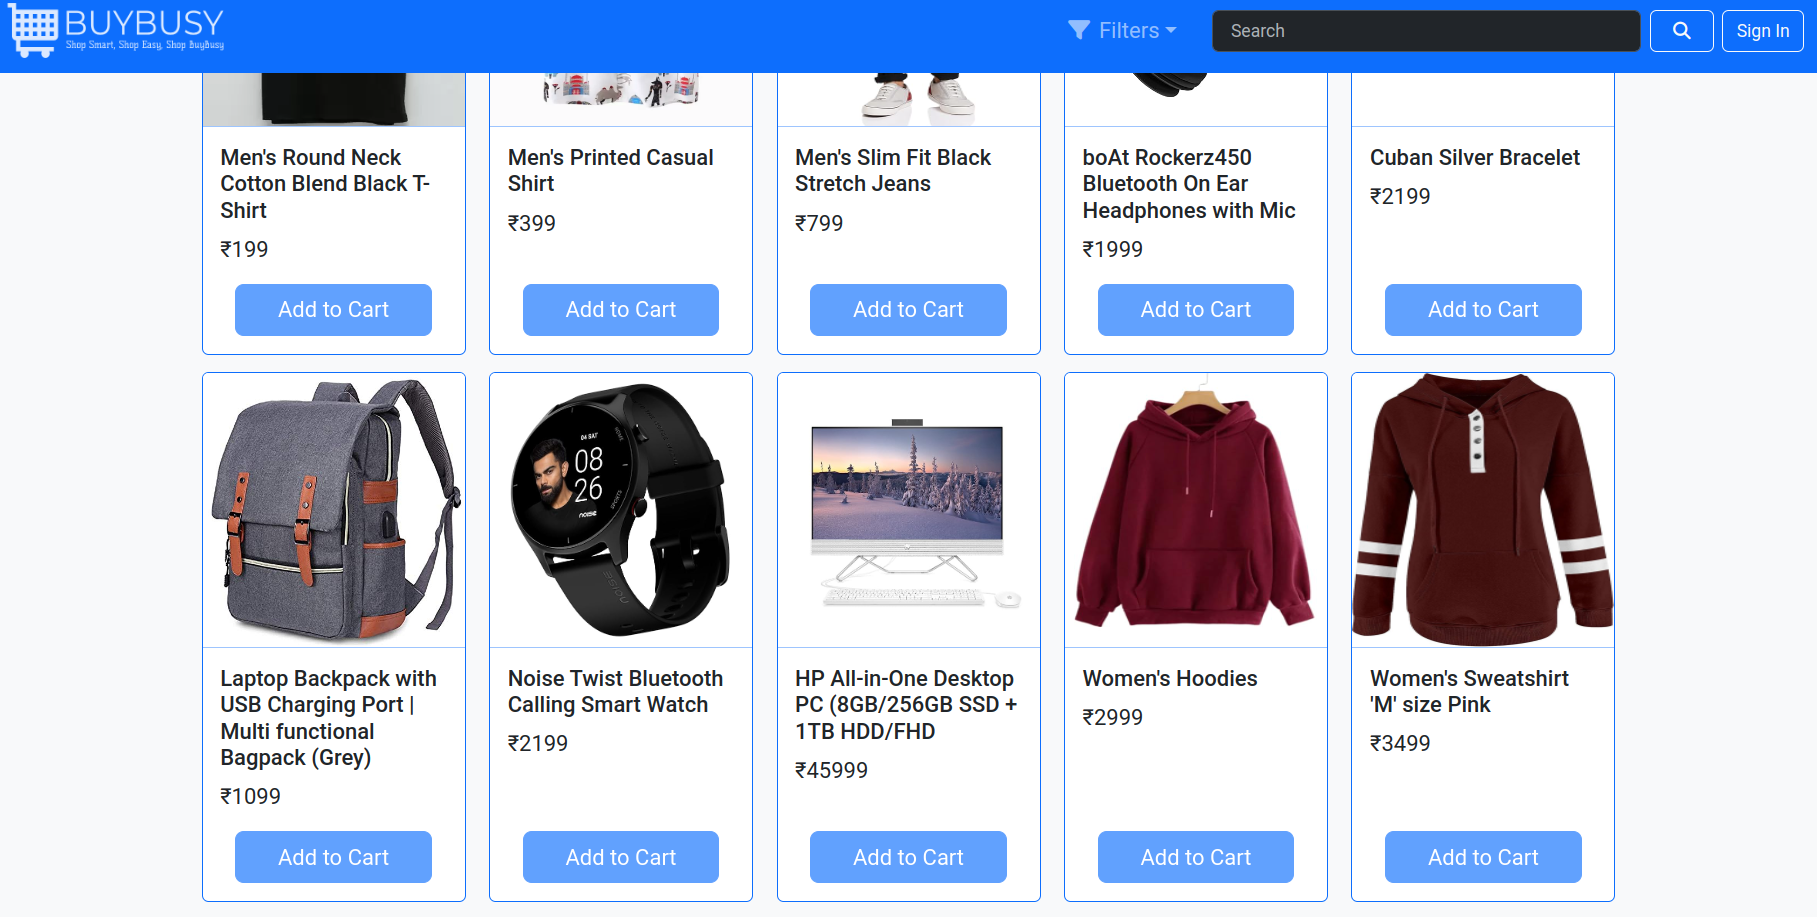 BUYBUSY
Shop Smart, Shop Easy, Shop BuyBusy
Filters
Search
Sign In
Men's Round Neck
Cotton Blend Black T-
Shirt
₹199
Add to Cart
Men's Printed Casual
Shirt
₹399
Add to Cart
Men's Slim Fit Black
Stretch Jeans
₹799
Add to Cart
boAt Rockerz450
Bluetooth On Ear
Headphones with Mic
₹1999
Add to Cart
Cuban Silver Bracelet
₹2199
Add to Cart
Laptop Backpack with
USB Charging Port |
Multi functional
Bagpack (Grey)
₹1099
Add to Cart
04 SAT
08
26
SPORTS
noise
noise
Noise Twist Bluetooth
Calling Smart Watch
₹2199
Add to Cart
HP All-in-One Desktop
PC (8GB/256GB SSD +
1TB HDD/FHD
₹45999
Add to Cart
Women's Hoodies
₹2999
Add to Cart
Women's Sweatshirt
'M' size Pink
₹3499
Add to Cart